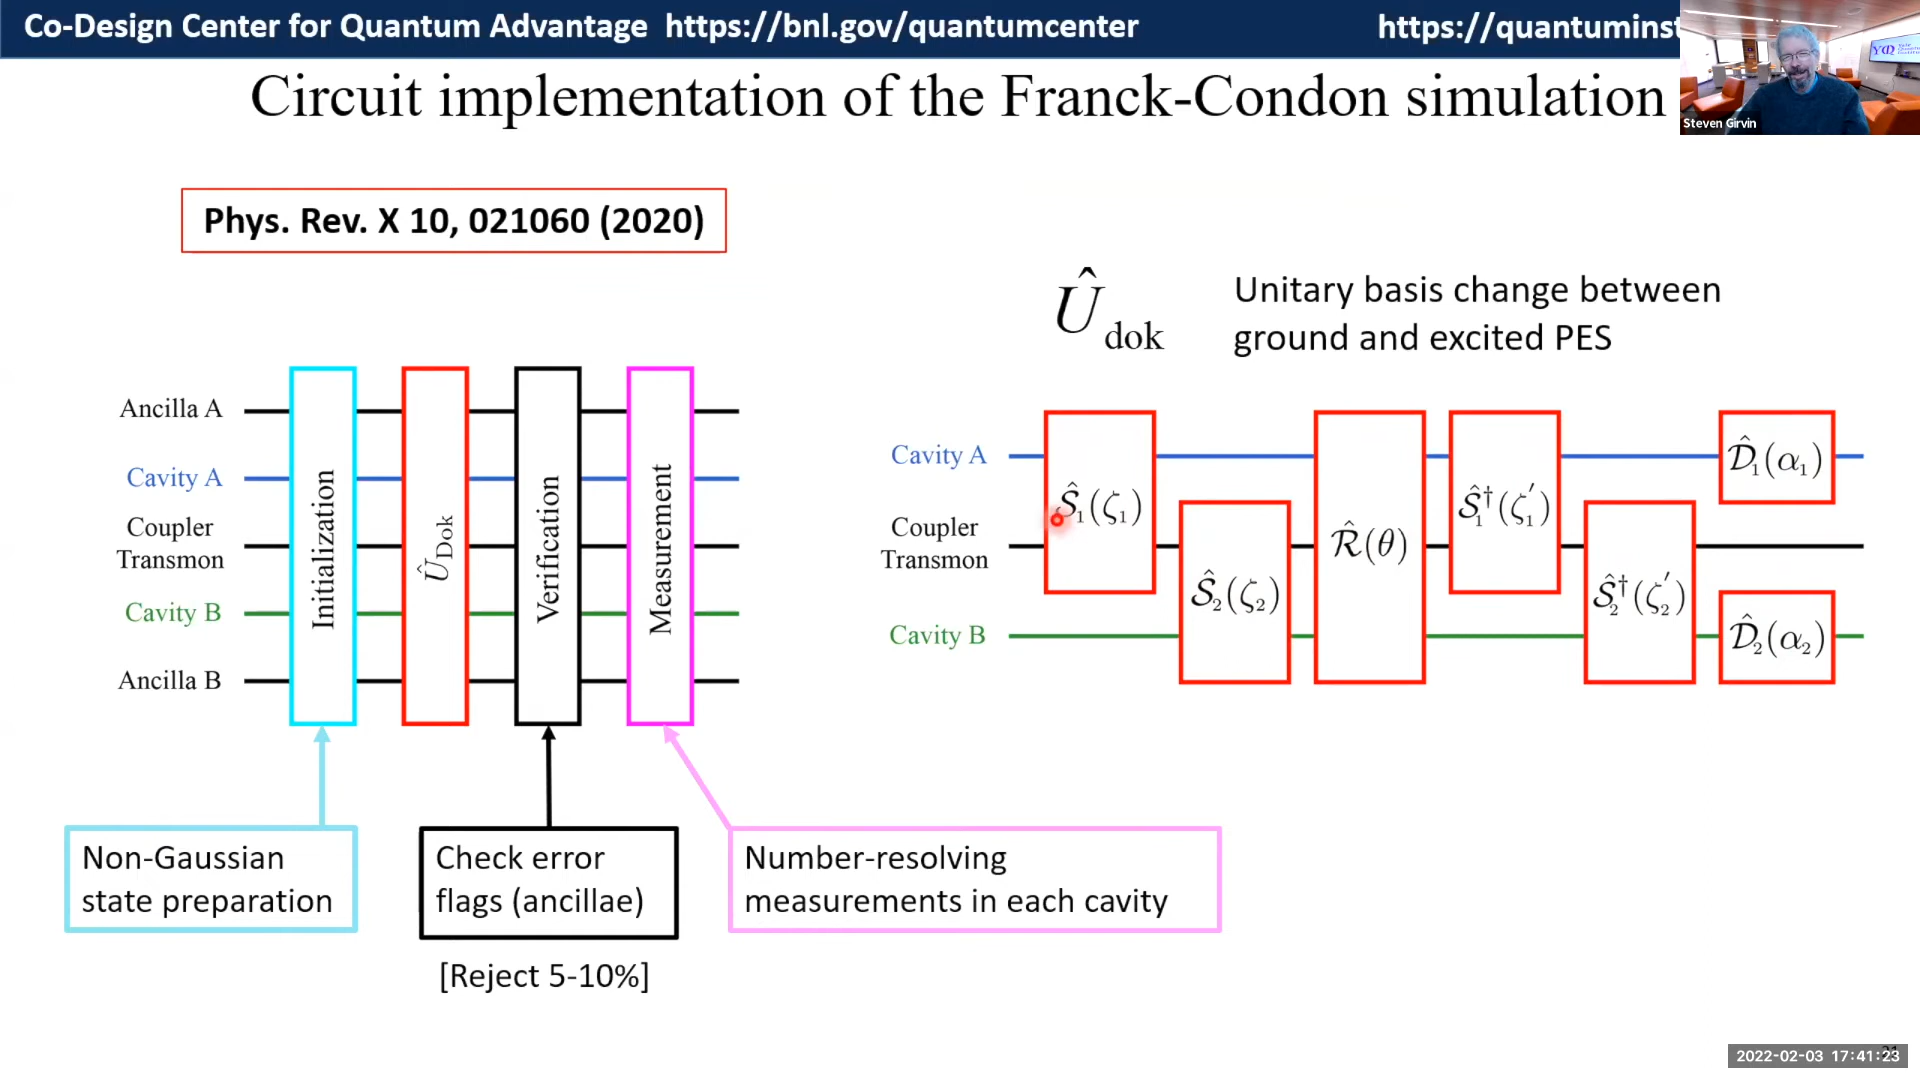 Co-Design Center for Quantum Advantage https://bnl.gov/quantumcenter
https://quantuminst
Steven Girvin
Circuit implementation of the Franck-Condon simulation
Phys. Rev. X 10, 021060 (2020)
Û dok
Unitary basis change between
ground and excited PES
Ancilla A
Cavity A
Coupler
Transmon
Cavity B
Ancilla B
Initialization
Û Dok
Verification
Measurement
Cavity A
Coupler
Transmon
Cavity B
Ŝ₁(ζ₁)
Ŝ₂(ζ₂)
R̂(θ)
Ŝ₁†(ζ₁′)
Ŝ₂†(ζ₂′)
D̂₁(α₁)
D̂₂(α₂)
Non-Gaussian
state preparation
Check error
flags (ancillae)
[Reject 5-10%]
Number-resolving
measurements in each cavity
2022-02-03 17:41:23